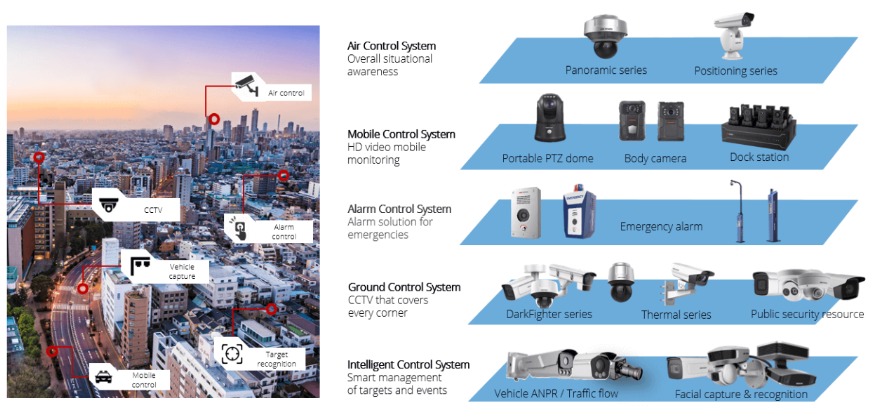 Air control
CCTV
Alarm
control
Vehicle
capture
Target
recognition
Mobile
control
Air Control System
Overall situational
awareness
Panoramic series
Positioning series
Mobile Control System
HD video mobile
monitoring
Portable PTZ dome
Body camera
Dock station
Alarm Control System
Alarm solution for
emergencies
Emergency alarm
Ground Control System
CCTV that covers
every corner
DarkFighter series
Thermal series
Public security resource
Intelligent Control System
Smart management
of targets and events
Vehicle ANPR / Traffic flow
Facial capture & recognition